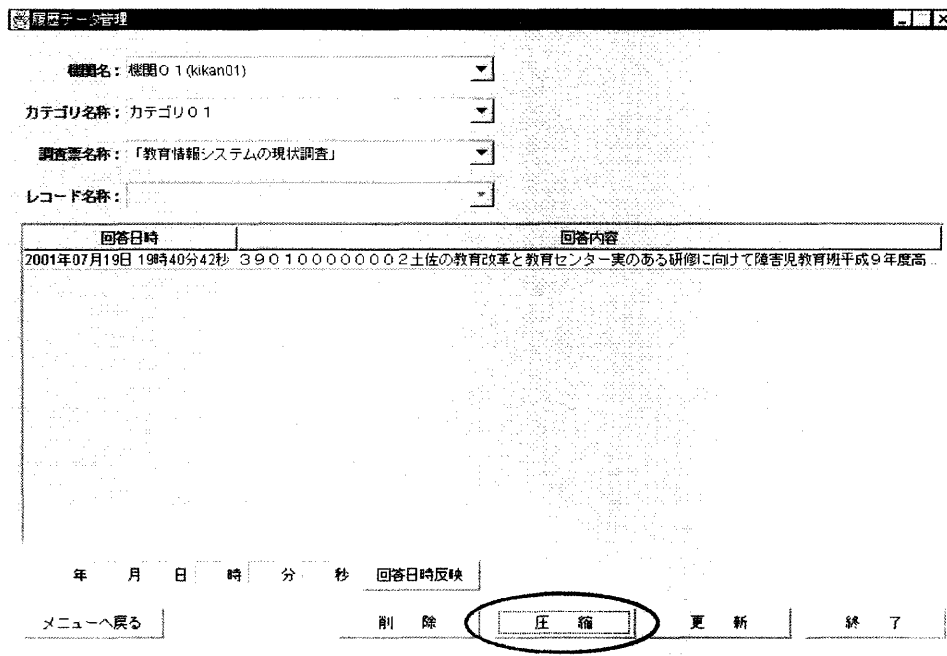 履歴データ管理
機関名： 機関０１(kikan01)
カテゴリ名称： カテゴリ０１
調査票名称： 「教育情報システムの現状調査」
レコード名称：
回答日時 回答内容
2001年07月19日 19時40分42秒 ３９０１００００００００２土佐の教育改革と教育センター実のある研修に向けて障害児教育班平成９年度高...
年 月 日 時 分 秒 回答日時反映
メニューへ戻る 削 除 圧 縮 更 新 終 了